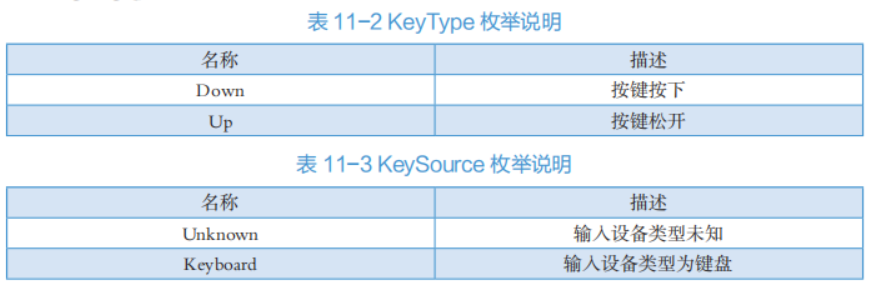 表 11-2 KeyType 枚举说明
名称 描述
Down 按键按下
Up 按键松开
表 11-3 KeySource 枚举说明
名称 描述
Unknown 输入设备类型未知
Keyboard 输入设备类型为键盘